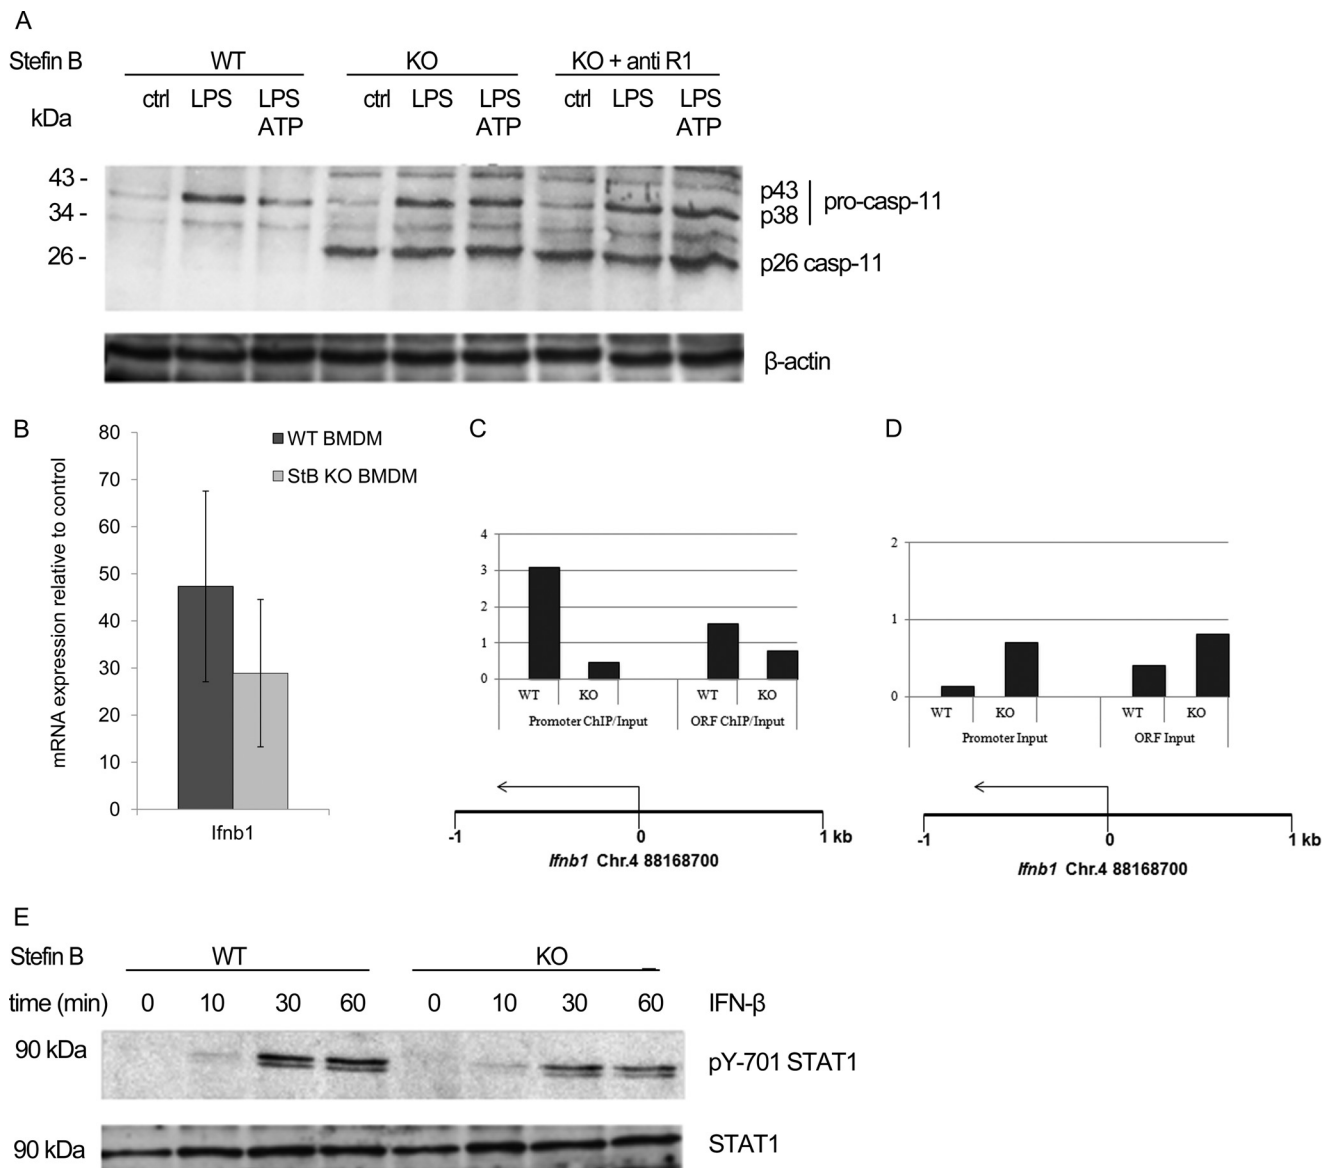 A
Stefin B WT KO KO + anti R1
kDa ctrl LPS LPS ATP ctrl LPS LPS ATP ctrl LPS LPS ATP
43 -
34 -
26 -
p43
p38
pro-casp-11
p26 casp-11
β-actin
B
mRNA expression relative to control
80
70
60
50
40
30
20
10
0
WT BMDM
StB KO BMDM
Ifnb1
C
4
3
2
1
0
WT KO WT KO
Promoter ChIP/Input ORF ChIP/Input
-1 0 1 kb
Ifnb1 Chr.4 88168700
D
2
1
0
WT KO WT KO
Promoter Input ORF Input
-1 0 1 kb
Ifnb1 Chr.4 88168700
E
Stefin B WT KO
time (min) 0 10 30 60 0 10 30 60 IFN-β
90 kDa pY-701 STAT1
90 kDa STAT1